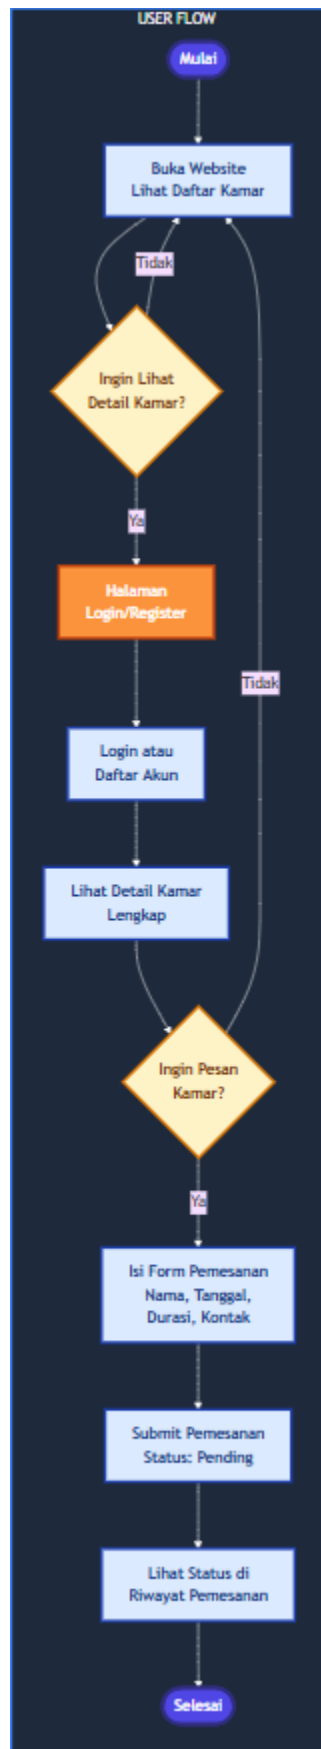 USER FLOW
Mulai
Buka Website
Lihat Daftar Kamar
Tidak
Ingin Lihat
Detail Kamar?
Ya
Halaman
Login/Register
Tidak
Login atau
Daftar Akun
Lihat Detail Kamar
Lengkap
Ingin Pesan
Kamar?
Ya
Isi Form Pemesanan
Nama, Tanggal,
Durasi, Kontak
Submit Pemesanan
Status: Pending
Lihat Status di
Riwayat Pemesanan
Selesai